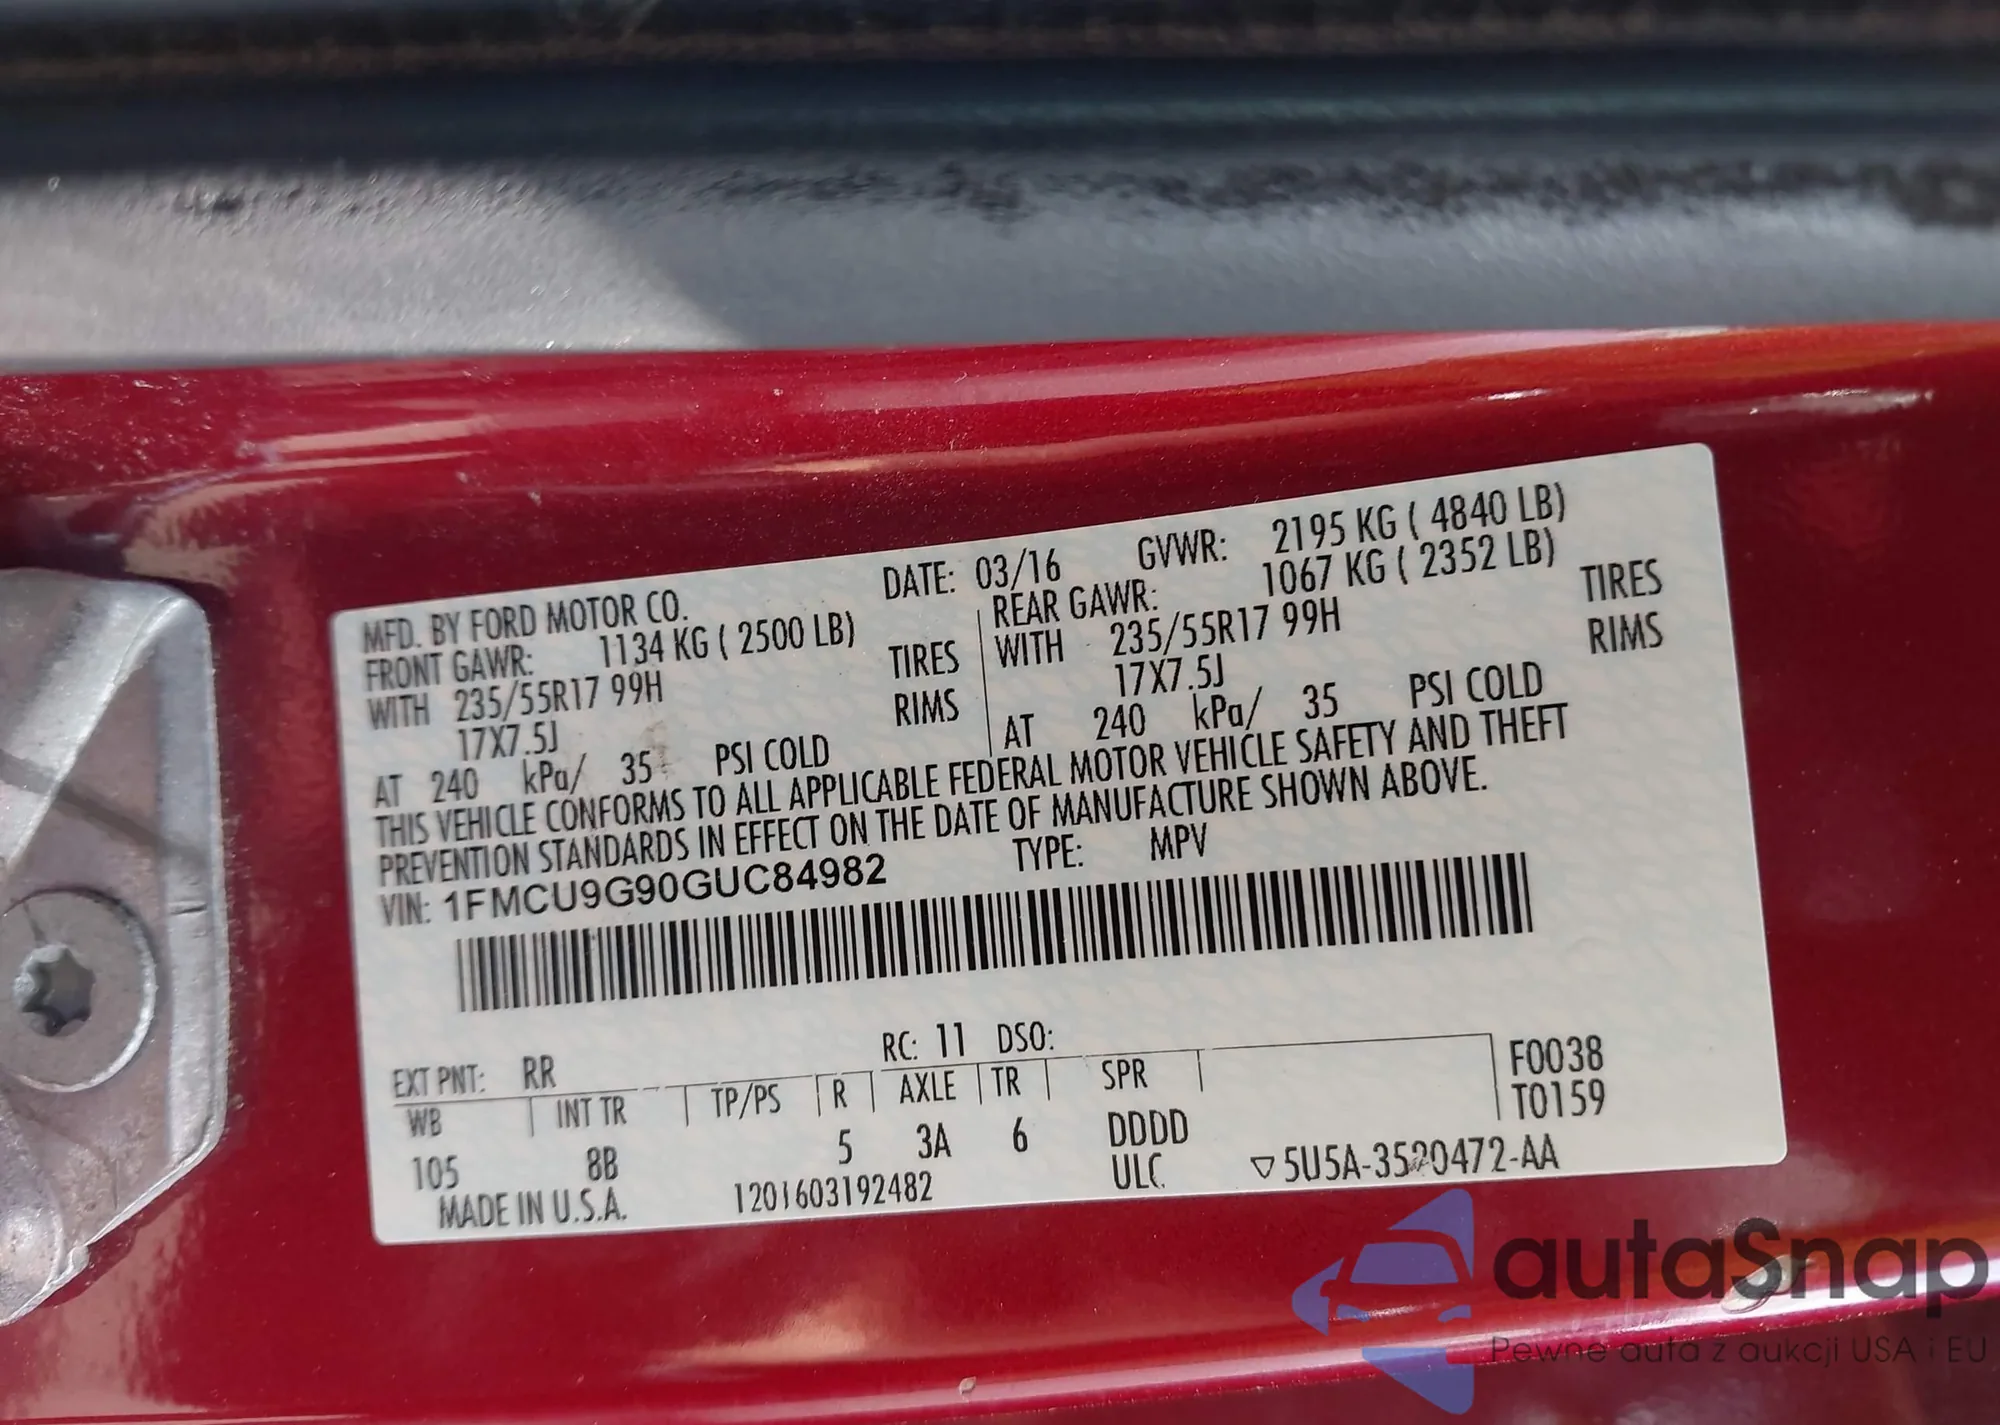 MFD. BY FORD MOTOR CO. DATE: 03/16 GVWR: 2195 KG ( 4840 LB)
FRONT GAWR: 1134 KG ( 2500 LB) REAR GAWR: 1067 KG ( 2352 LB)
WITH 235/55R17 99H TIRES WITH 235/55R17 99H TIRES
17X7.5J RIMS 17X7.5J RIMS
AT 240 kPa/ 35 PSI COLD AT 240 kPa/ 35 PSI COLD
THIS VEHICLE CONFORMS TO ALL APPLICABLE FEDERAL MOTOR VEHICLE SAFETY AND THEFT
PREVENTION STANDARDS IN EFFECT ON THE DATE OF MANUFACTURE SHOWN ABOVE.
VIN: 1FMCU9G90GUC84982 TYPE: MPV
EXT PNT: RR RC: 11 DSO:
WB INT TR TP/PS R AXLE TR SPR F0038
105 8B 5 3A 6 DDDD T0159
MADE IN U.S.A. 1201603192482 ULC ▽5U5A-3520472-AA
autaSnap
Pewne auta z aukcji USA i EU